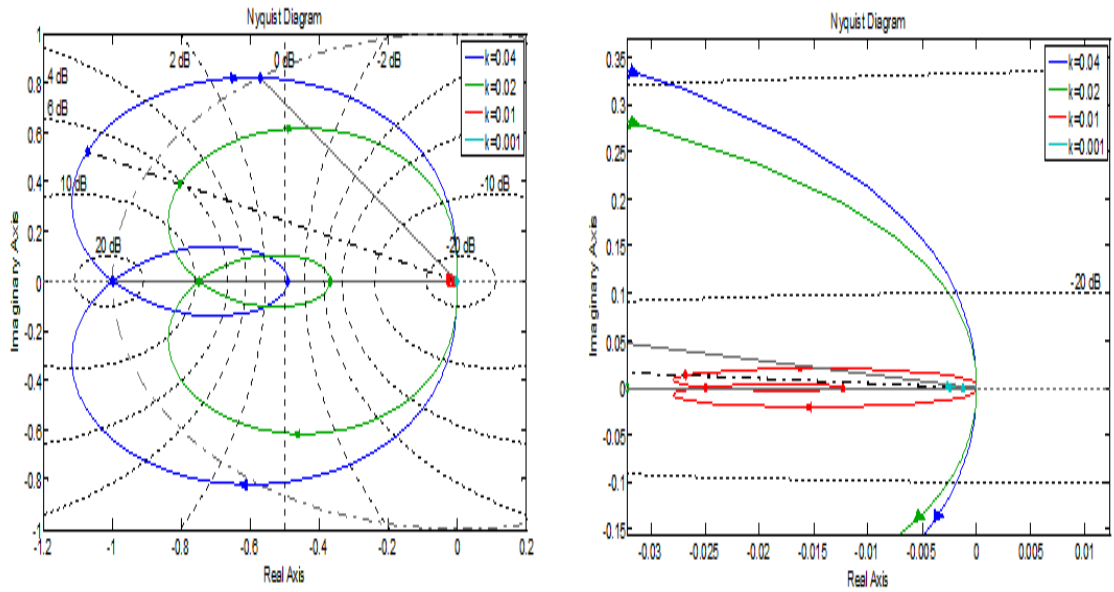 Nyquist Diagram
2 dB
0 dB
-2 dB
4 dB
6 dB
10 dB
-10 dB
20 dB
-20 dB
k=0.04
k=0.02
k=0.01
k=0.001
1
0.8
0.6
0.4
0.2
0
-0.2
-0.4
-0.6
-0.8
-1
Imaginary Axis
-1.2
-1
-0.8
-0.6
-0.4
-0.2
0
0.2
Real Axis
Nyquist Diagram
k=0.04
k=0.02
k=0.01
k=0.001
-20 dB
0.35
0.3
0.25
0.2
0.15
0.1
0.05
0
-0.05
-0.1
-0.15
Imaginary Axis
-0.03
-0.025
-0.02
-0.015
-0.01
-0.005
0
0.005
0.01
Real Axis